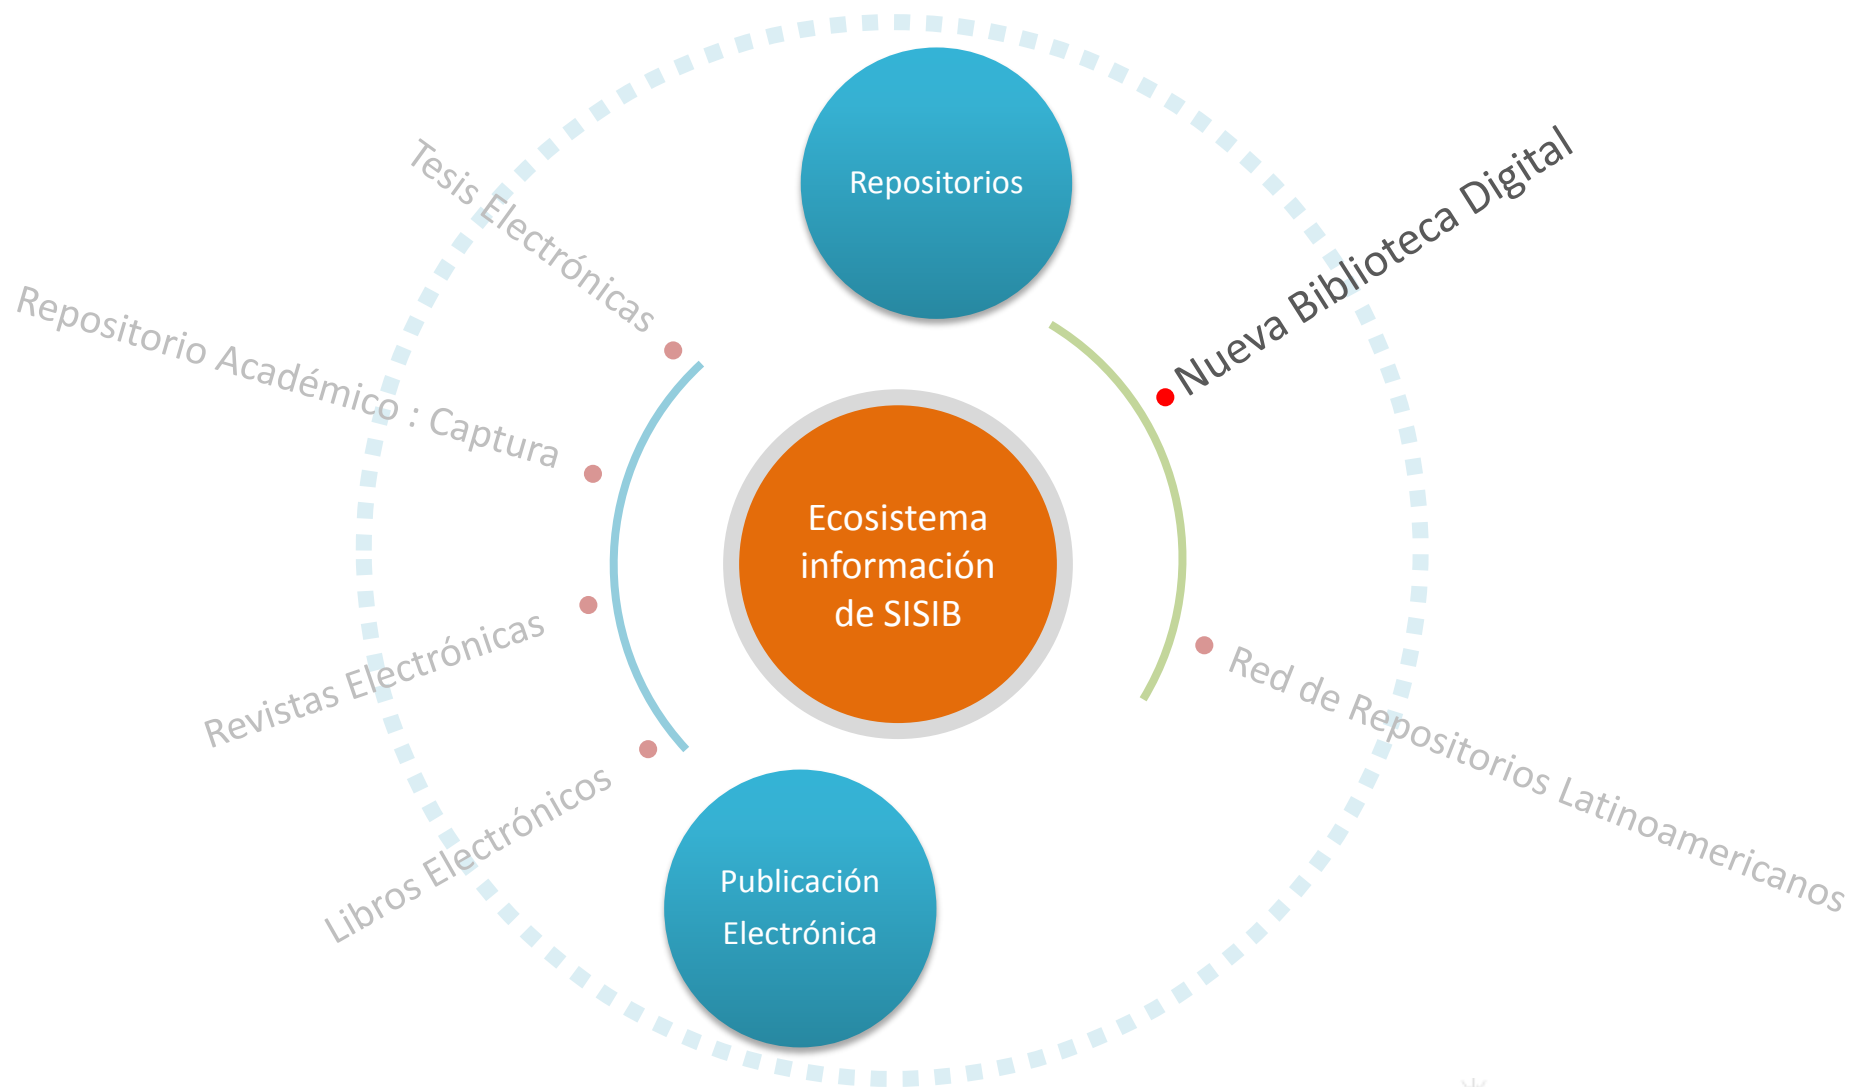 Repositorios
Tesis Electrónicas
Nueva Biblioteca Digital
Repositorio Académico : Captura
Ecosistema
información
de SISIB
Revistas Electrónicas
Red de Repositorios Latinoamericanos
Libros Electrónicos
Publicación
Electrónica